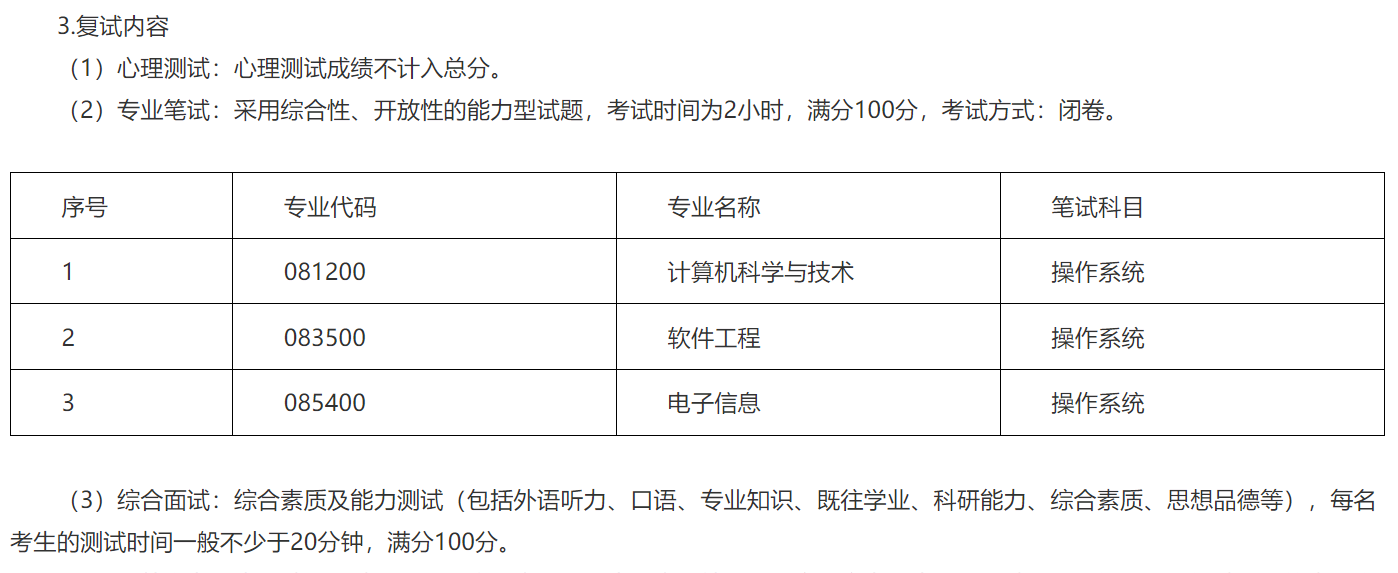 3.复试内容
（1）心理测试：心理测试成绩不计入总分。
（2）专业笔试：采用综合性、开放性的能力型试题，考试时间为2小时，满分100分，考试方式：闭卷。
序号 专业代码 专业名称 笔试科目
1 081200 计算机科学与技术 操作系统
2 083500 软件工程 操作系统
3 085400 电子信息 操作系统
（3）综合面试：综合素质及能力测试（包括外语听力、口语、专业知识、既往学业、科研能力、综合素质、思想品德等），每名
考生的测试时间一般不少于20分钟，满分100分。